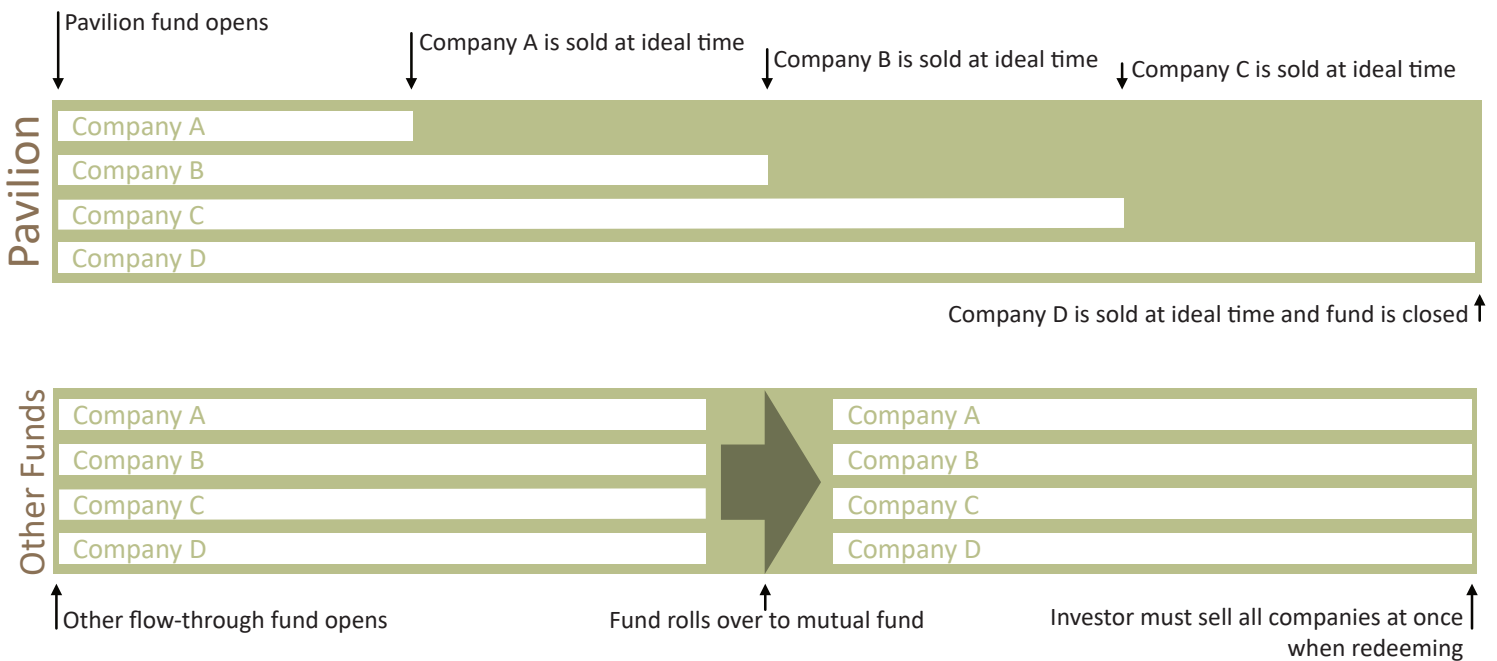 Pavilion fund opens
Company A is sold at ideal time
Company B is sold at ideal time
Company C is sold at ideal time
Pavilion
Company A
Company B
Company C
Company D
Company D is sold at ideal time and fund is closed
Other Funds
Company A
Company B
Company C
Company D
Company A
Company B
Company C
Company D
Other flow-through fund opens
Fund rolls over to mutual fund
Investor must sell all companies at once
when redeeming